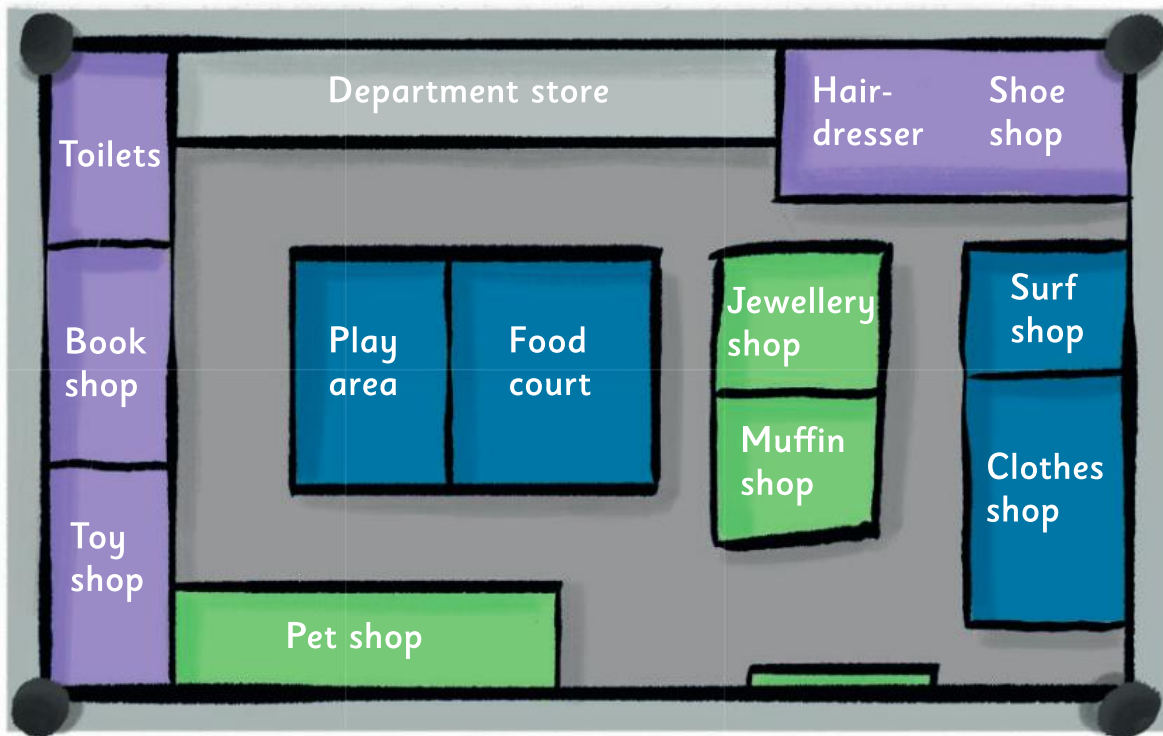 Department store
Hair-
dresser
Shoe
shop
Toilets
Book
shop
Toy
shop
Play
area
Food
court
Jewellery
shop
Muffin
shop
Surf
shop
Clothes
shop
Pet shop